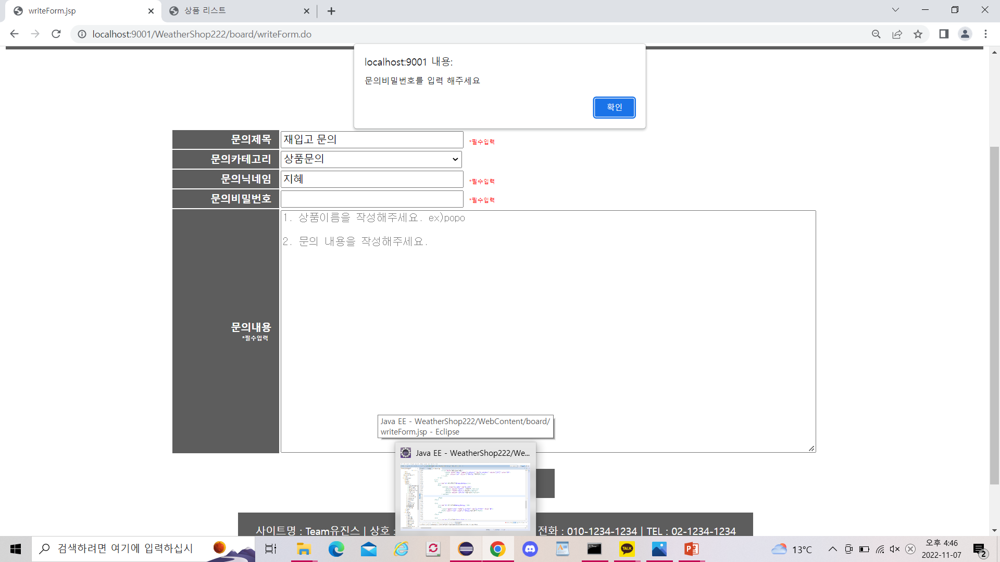 writeForm.jsp
상품 리스트
localhost:9001/WeatherShop222/board/writeForm.do
localhost:9001 내용:
문의비밀번호를 입력 해주세요
확인
문의제목 재입고 문의 *필수입력
문의카테고리 상품문의
문의닉네임 지혜 *필수입력
문의비밀번호 *필수입력
1. 상품이름을 작성해주세요. ex)popo
2. 문의 내용을 작성해주세요.
문의내용
*필수입력
Java EE - WeatherShop222/WebContent/board/
writeForm.jsp - Eclipse
Java EE - WeatherShop222/We...
사이트명 : Team유진스 | 상호 : 전화 : 010-1234-1234 | TEL : 02-1234-1234
검색하려면 여기에 입력하십시
TALK
13°C
오후 4:46
2022-11-07
2